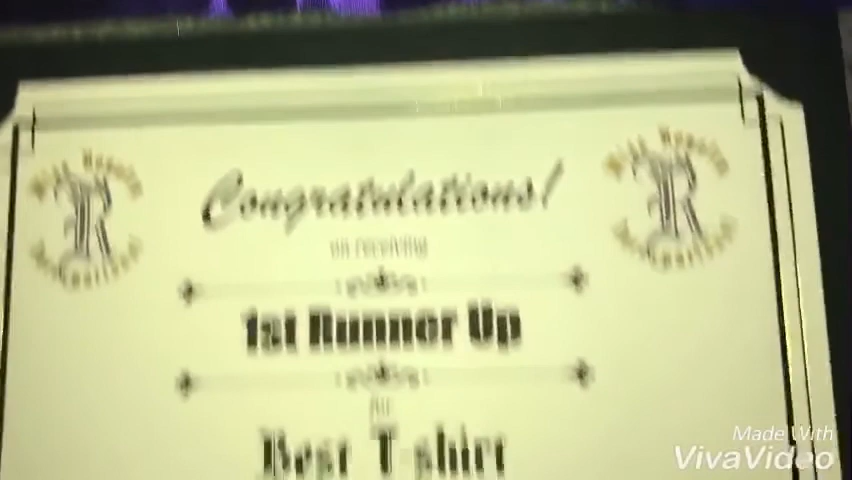 Congratulations!
on receiving
1st Runner Up
for
Best T-shirt
R
R
Made With
VivaVideo